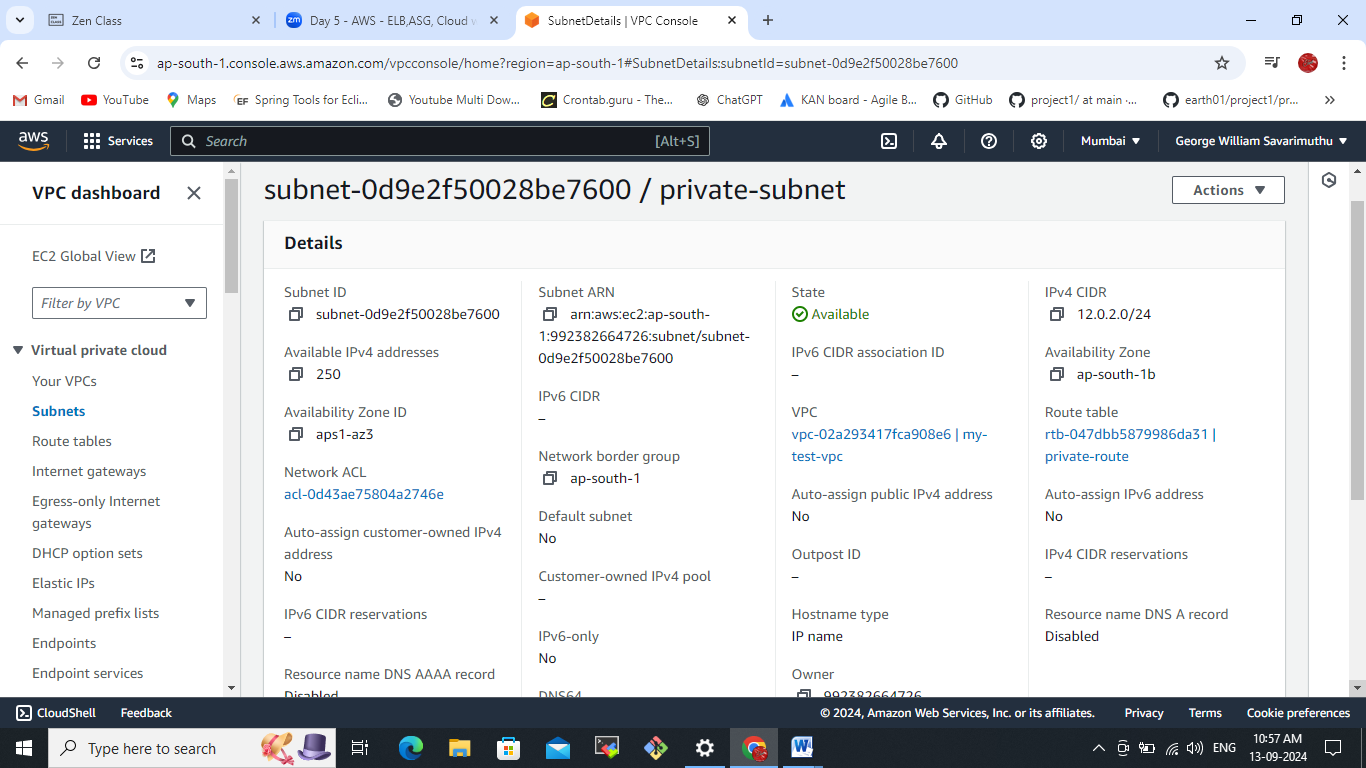 Zen Class
Day 5 - AWS - ELB,ASG, Cloud w
SubnetDetails | VPC Console
ap-south-1.console.aws.amazon.com/vpcconsole/home?region=ap-south-1#SubnetDetails:subnetId=subnet-0d9e2f50028be7600
Gmail
YouTube
Maps
Spring Tools for Ecli...
Youtube Multi Dow...
Crontab.guru - The...
ChatGPT
KAN board - Agile B...
GitHub
project1/ at main ·...
earth01/project1/pr...
aws
Services
Search
[Alt+S]
Mumbai
George William Savarimuthu
VPC dashboard
EC2 Global View
Filter by VPC
Virtual private cloud
Your VPCs
Subnets
Route tables
Internet gateways
Egress-only Internet
gateways
DHCP option sets
Elastic IPs
Managed prefix lists
Endpoints
Endpoint services
subnet-0d9e2f50028be7600 / private-subnet
Actions
Details
Subnet ID
subnet-0d9e2f50028be7600
Available IPv4 addresses
250
Availability Zone ID
aps1-az3
Network ACL
acl-0d43ae75804a2746e
Auto-assign customer-owned IPv4
address
No
IPv6 CIDR reservations
–
Resource name DNS AAAA record
Disabled
Subnet ARN
arn:aws:ec2:ap-south-
1:992382664726:subnet/subnet-
0d9e2f50028be7600
IPv6 CIDR
–
Network border group
ap-south-1
Default subnet
No
Customer-owned IPv4 pool
–
IPv6-only
No
DNS64
State
Available
IPv6 CIDR association ID
–
VPC
vpc-02a293417fca908e6 | my-
test-vpc
Auto-assign public IPv4 address
No
Outpost ID
–
Hostname type
IP name
Owner
992382664726
IPv4 CIDR
12.0.2.0/24
Availability Zone
ap-south-1b
Route table
rtb-047dbb5879986da31 |
private-route
Auto-assign IPv6 address
No
IPv4 CIDR reservations
–
Resource name DNS A record
Disabled
CloudShell
Feedback
© 2024, Amazon Web Services, Inc. or its affiliates.
Privacy
Terms
Cookie preferences
Type here to search
ENG
10:57 AM
13-09-2024